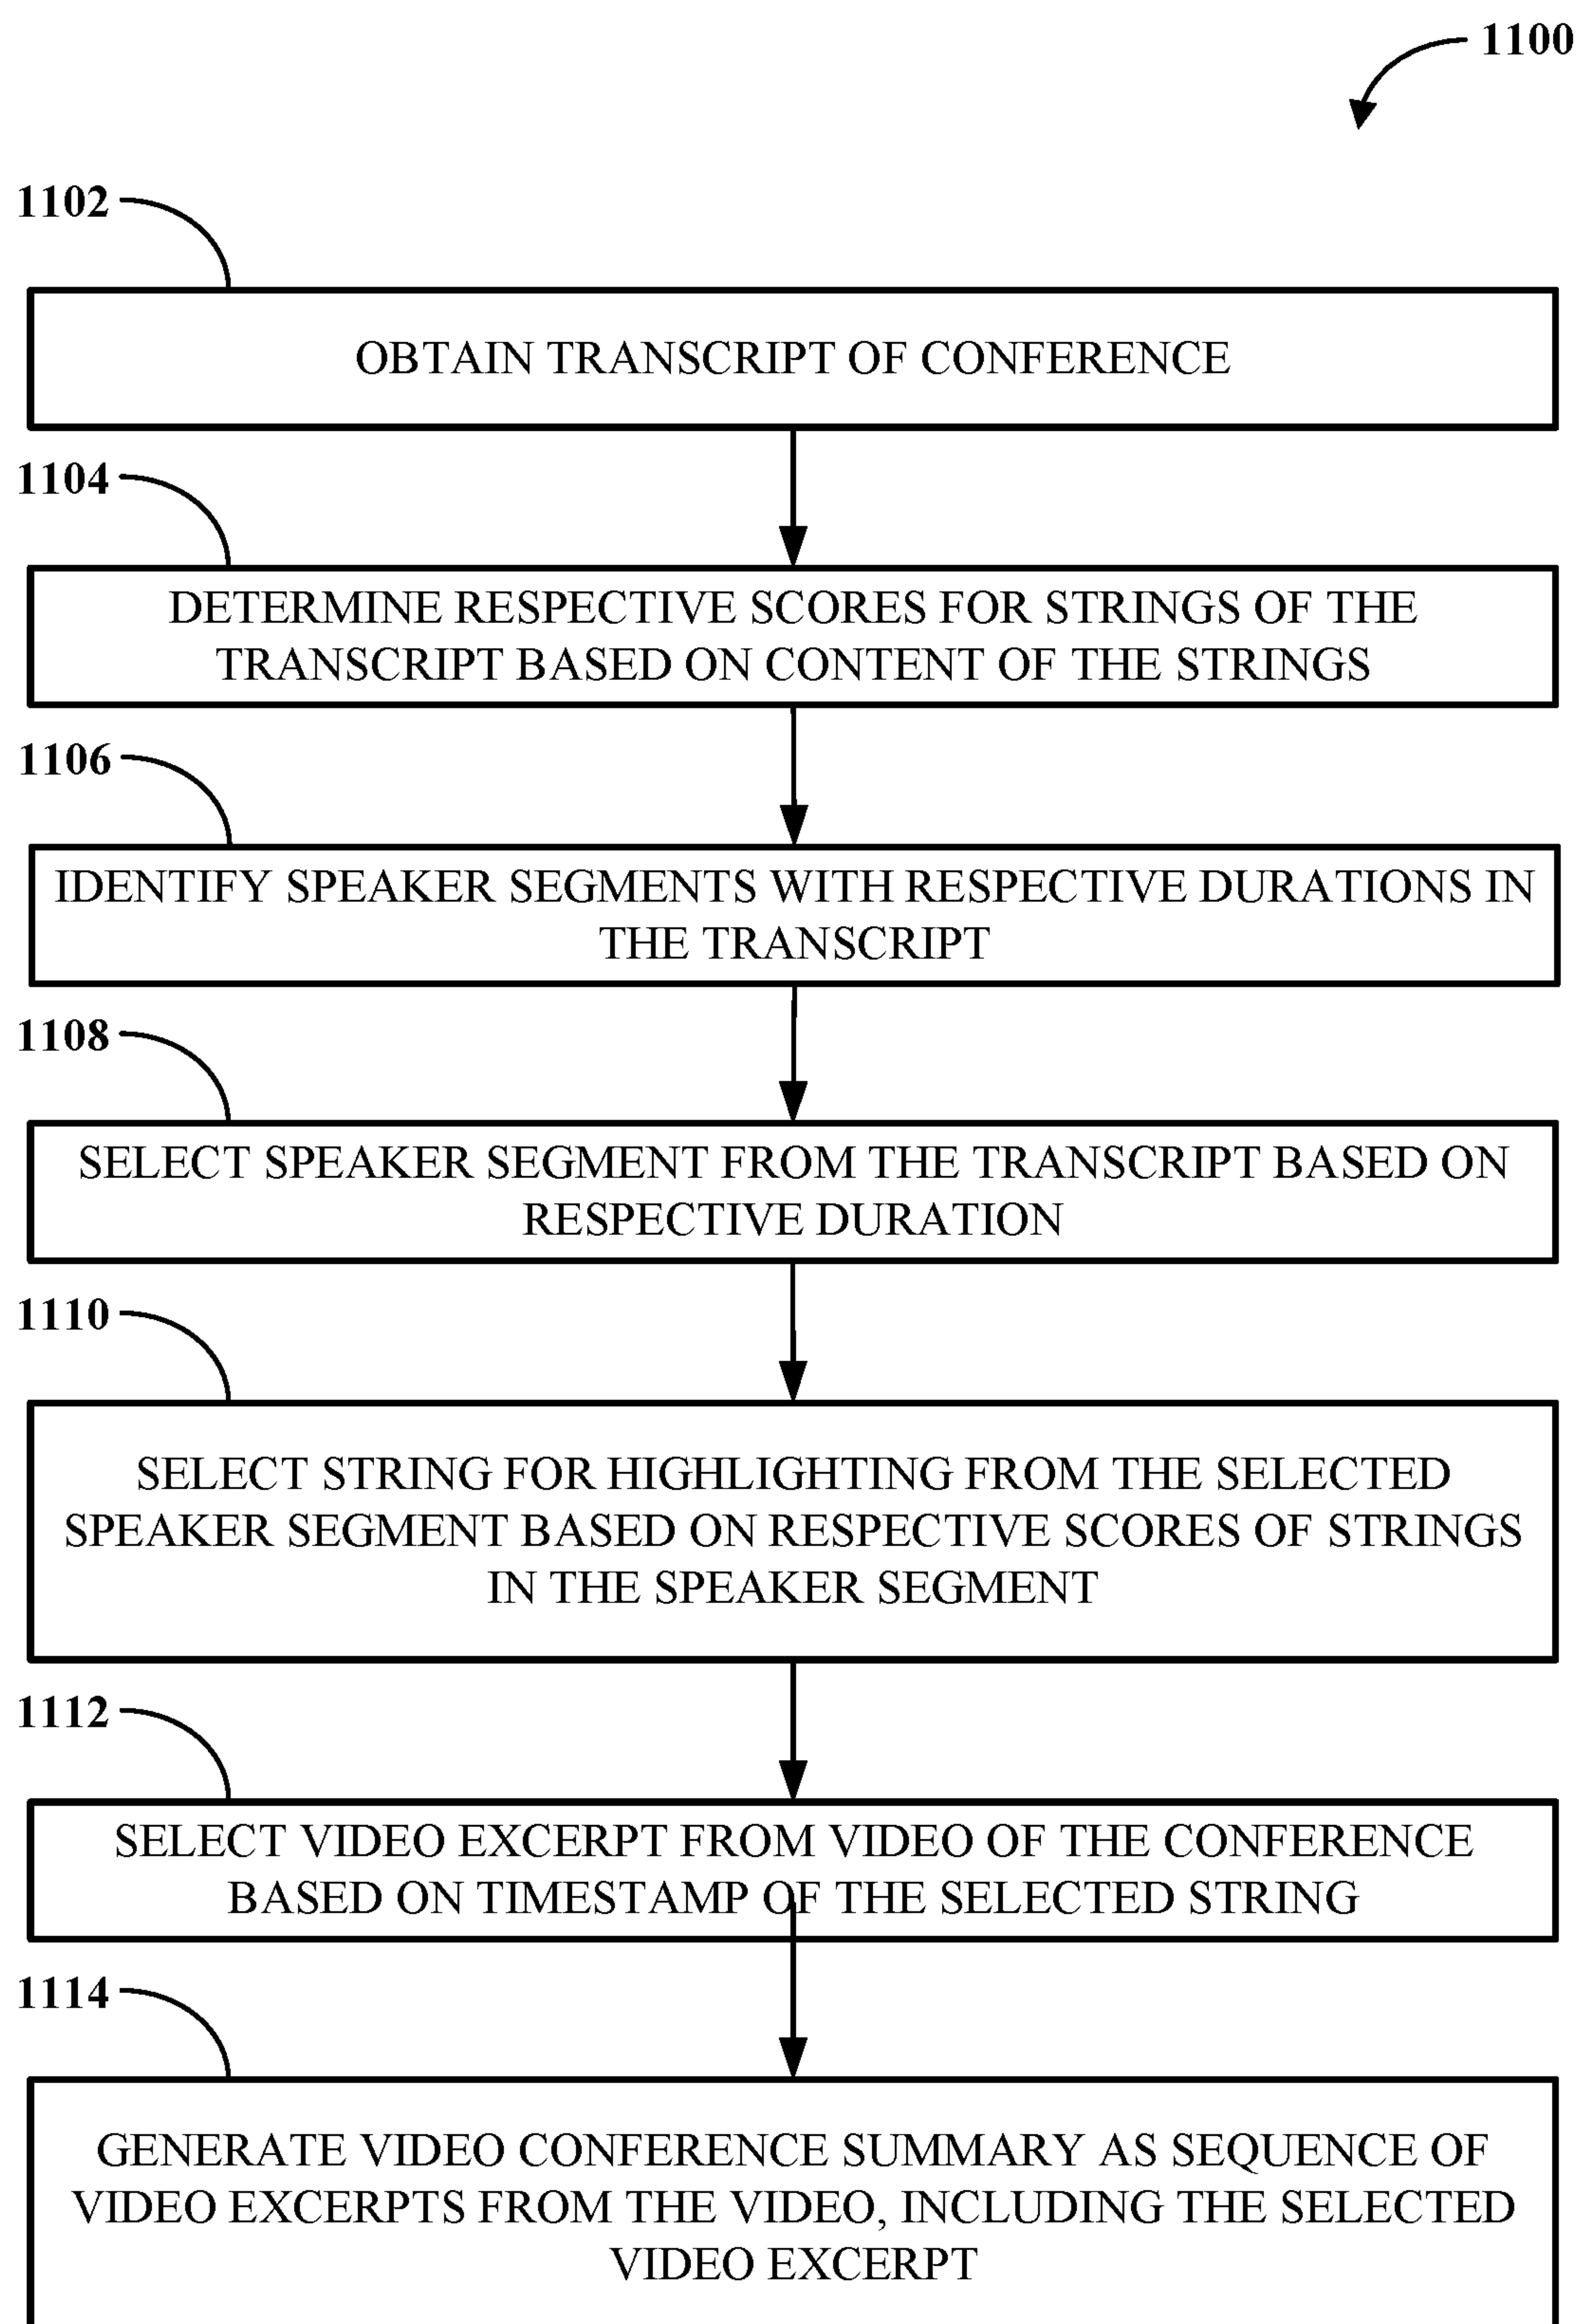 1100
1102
OBTAIN TRANSCRIPT OF CONFERENCE
1104
DETERMINE RESPECTIVE SCORES FOR STRINGS OF THE
TRANSCRIPT BASED ON CONTENT OF THE STRINGS
1106
IDENTIFY SPEAKER SEGMENTS WITH RESPECTIVE DURATIONS IN
THE TRANSCRIPT
1108
SELECT SPEAKER SEGMENT FROM THE TRANSCRIPT BASED ON
RESPECTIVE DURATION
1110
SELECT STRING FOR HIGHLIGHTING FROM THE SELECTED
SPEAKER SEGMENT BASED ON RESPECTIVE SCORES OF STRINGS
IN THE SPEAKER SEGMENT
1112
SELECT VIDEO EXCERPT FROM VIDEO OF THE CONFERENCE
BASED ON TIMESTAMP OF THE SELECTED STRING
1114
GENERATE VIDEO CONFERENCE SUMMARY AS SEQUENCE OF
VIDEO EXCERPTS FROM THE VIDEO, INCLUDING THE SELECTED
VIDEO EXCERPT